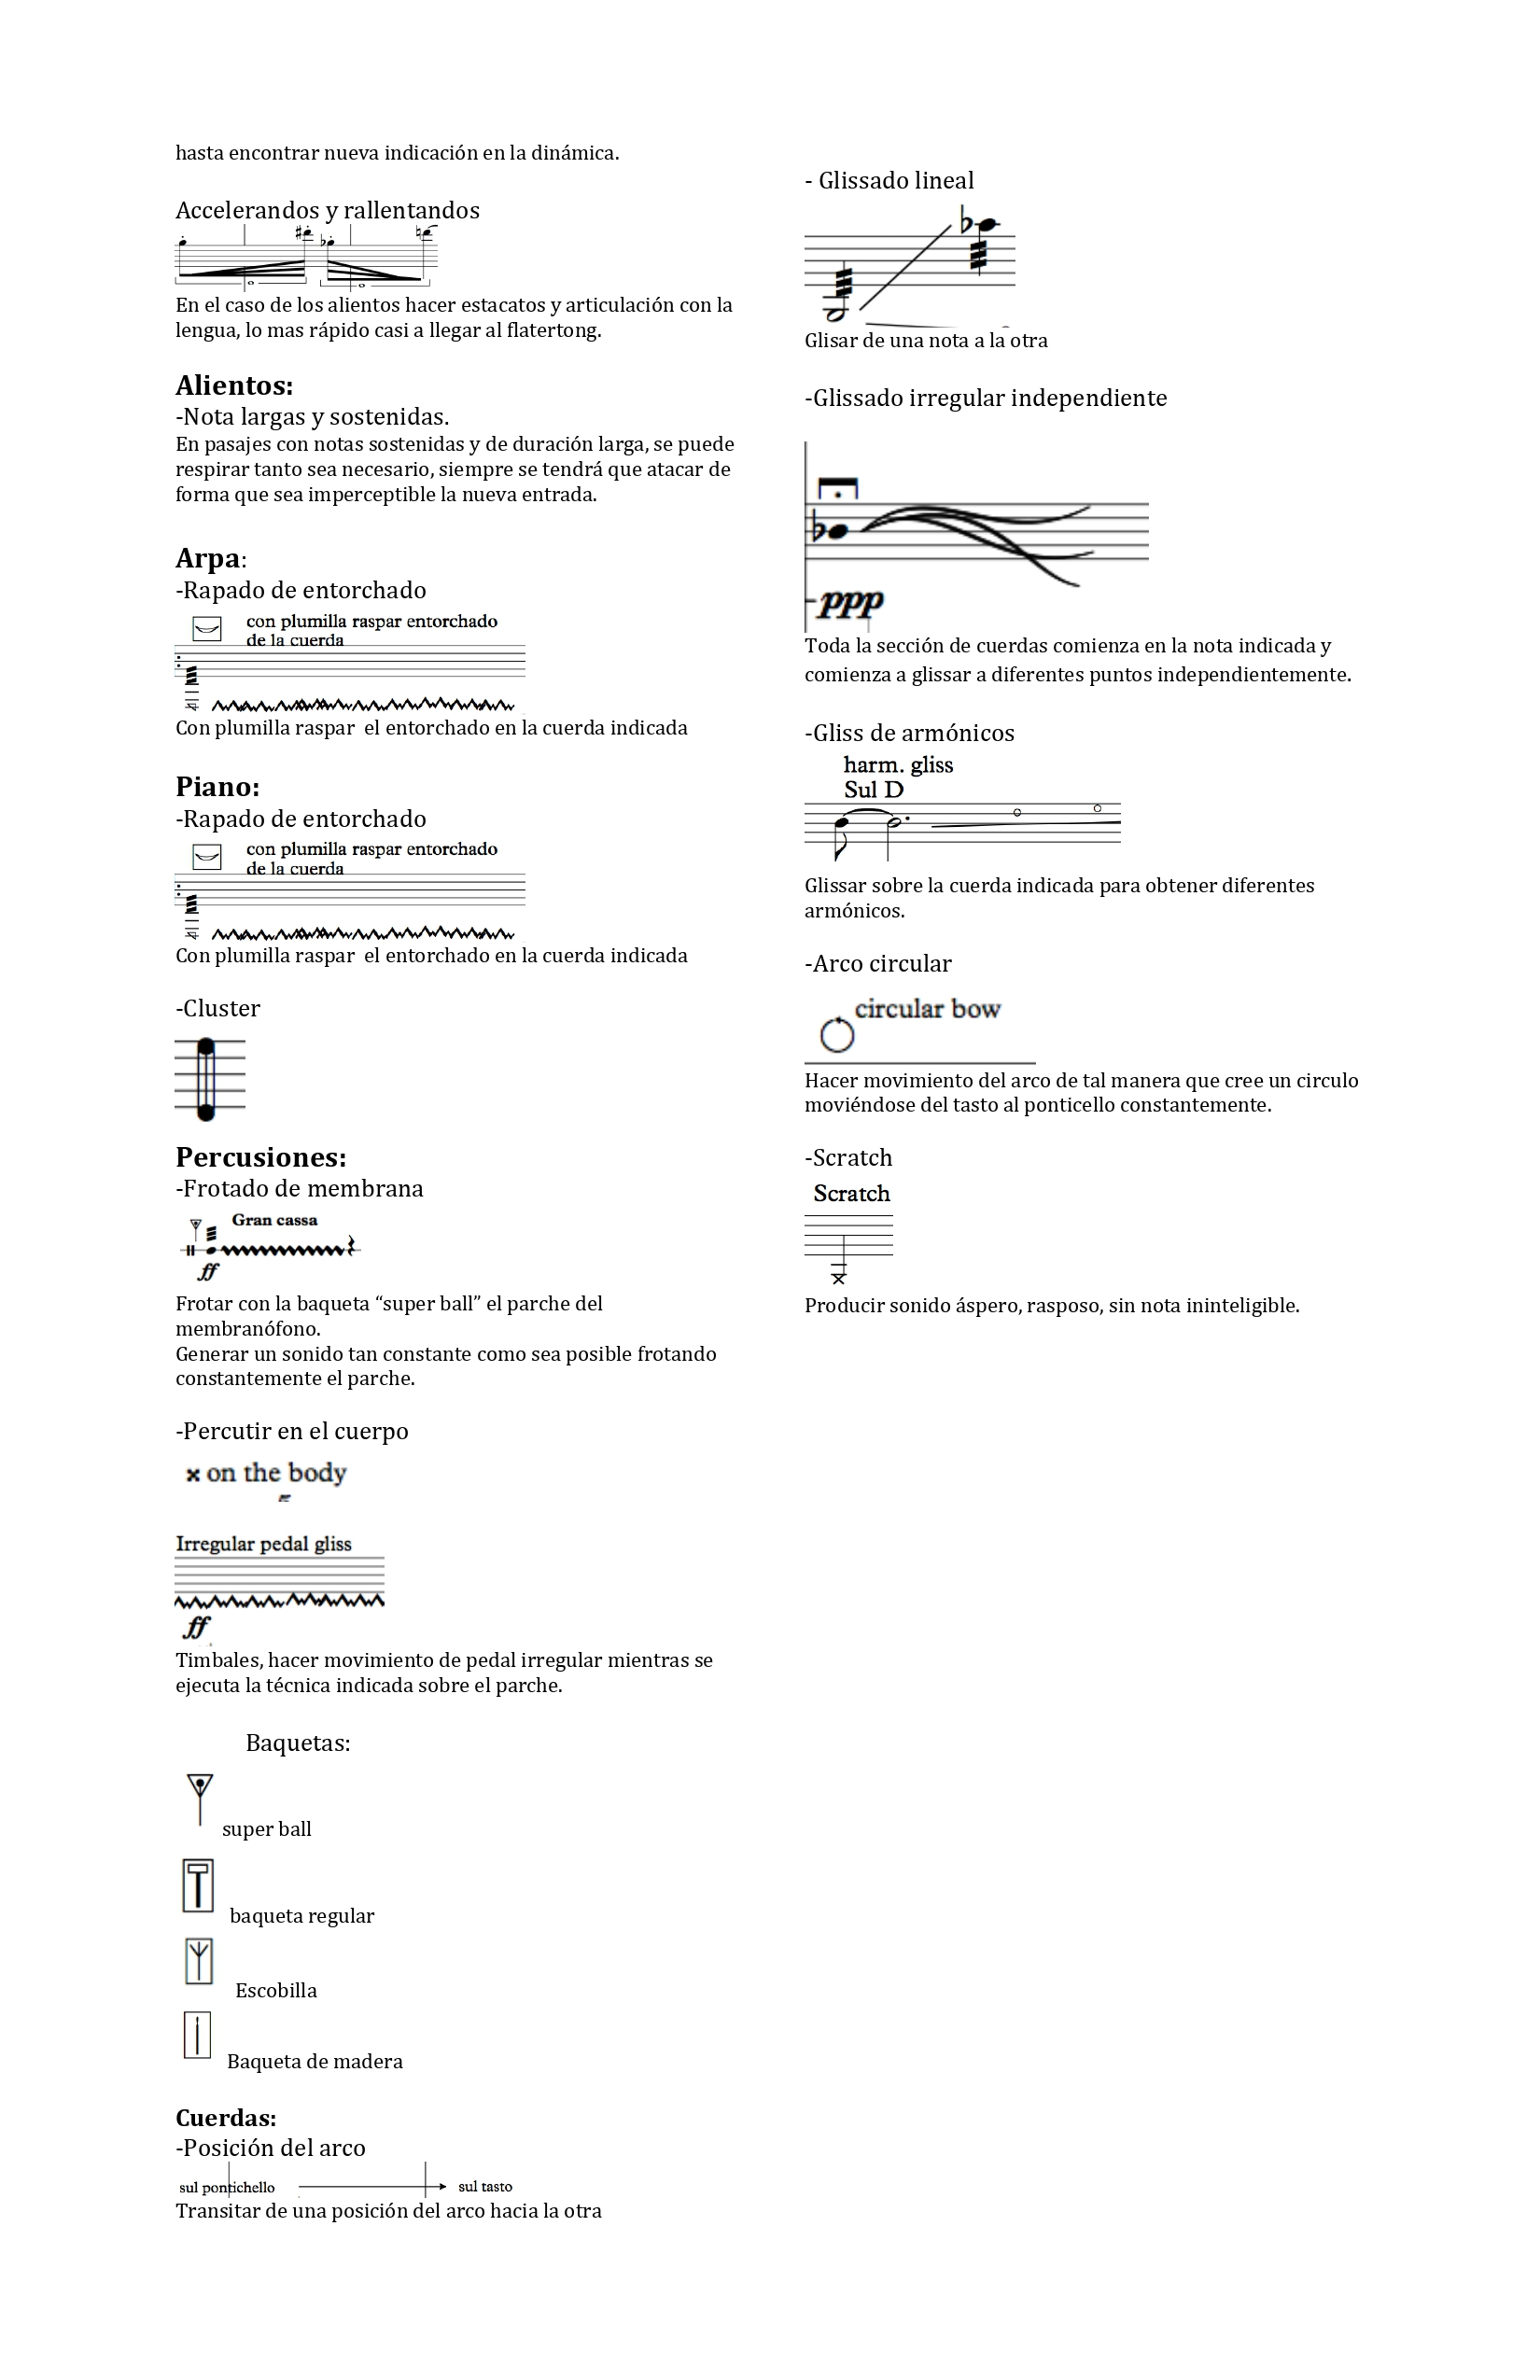 hasta encontrar nueva indicación en la dinámica.
Accelerandos y rallentandos
En el caso de los alientos hacer estacatos y articulación con la
lengua, lo mas rápido casi a llegar al flatertong.
Alientos:
-Nota largas y sostenidas.
En pasajes con notas sostenidas y de duración larga, se puede
respirar tanto sea necesario, siempre se tendrá que atacar de
forma que sea imperceptible la nueva entrada.
Arpa:
-Rapado de entorchado
con plumilla raspar entorchado
de la cuerda
Con plumilla raspar  el entorchado en la cuerda indicada
Piano:
-Rapado de entorchado
con plumilla raspar entorchado
de la cuerda
Con plumilla raspar  el entorchado en la cuerda indicada
-Cluster
Percusiones:
-Frotado de membrana
Gran cassa
ff
Frotar con la baqueta “super ball” el parche del
membranófono.
Generar un sonido tan constante como sea posible frotando
constantemente el parche.
-Percutir en el cuerpo
x on the body
Irregular pedal gliss
ff
Timbales, hacer movimiento de pedal irregular mientras se
ejecuta la técnica indicada sobre el parche.
Baquetas:
super ball
baqueta regular
Escobilla
Baqueta de madera
Cuerdas:
-Posición del arco
sul pontichello sul tasto
Transitar de una posición del arco hacia la otra
- Glissado lineal
Glisar de una nota a la otra
-Glissado irregular independiente
ppp
Toda la sección de cuerdas comienza en la nota indicada y
comienza a glissar a diferentes puntos independientemente.
-Gliss de armónicos
harm. gliss
Sul D
Glissar sobre la cuerda indicada para obtener diferentes
armónicos.
-Arco circular
circular bow
Hacer movimiento del arco de tal manera que cree un circulo
moviéndose del tasto al ponticello constantemente.
-Scratch
Scratch
Producir sonido áspero, rasposo, sin nota ininteligible.